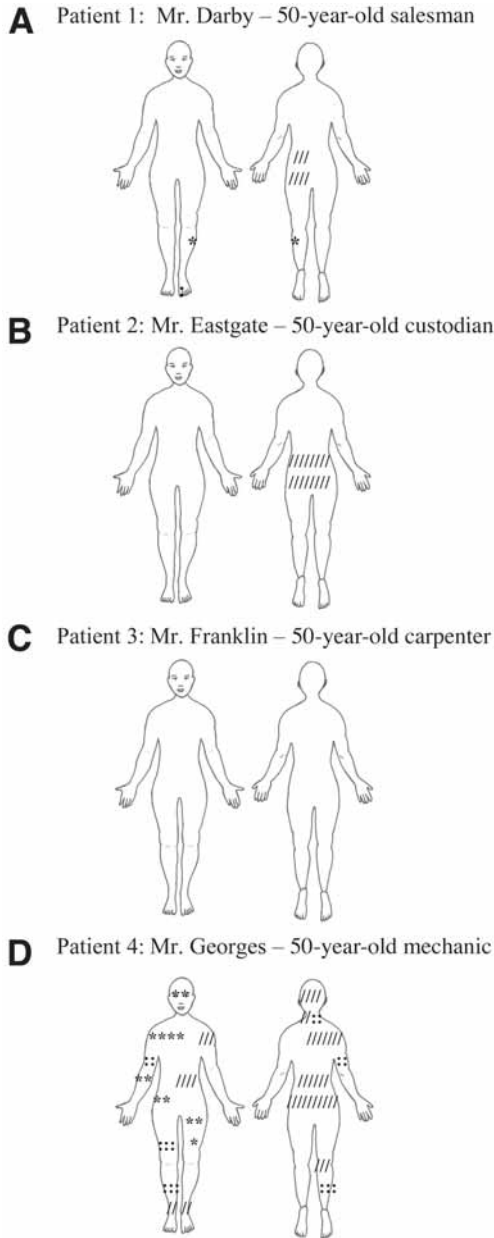 A Patient 1: Mr. Darby – 50-year-old salesman
B Patient 2: Mr. Eastgate – 50-year-old custodian
C Patient 3: Mr. Franklin – 50-year-old carpenter
D Patient 4: Mr. Georges – 50-year-old mechanic